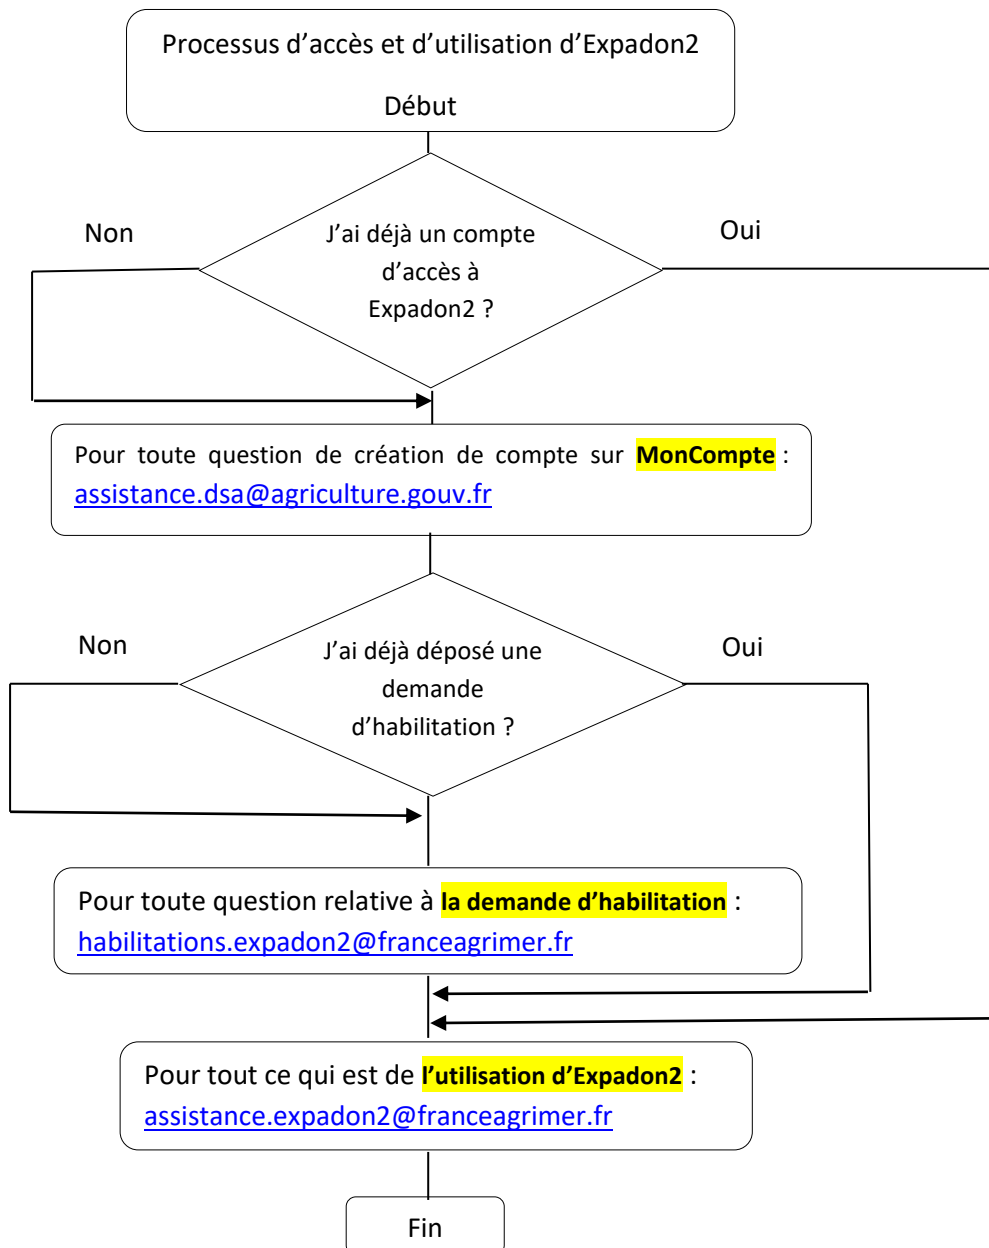 Processus d’accès et d’utilisation d’Expadon2
Début
Non
J’ai déjà un compte
d’accès à
Expadon2 ?
Oui
Pour toute question de création de compte sur MonCompte :
assistance.dsa@agriculture.gouv.fr
Non
J’ai déjà déposé une
demande
d’habilitation ?
Oui
Pour toute question relative à la demande d’habilitation :
habilitations.expadon2@franceagrimer.fr
Pour tout ce qui est de l’utilisation d’Expadon2 :
assistance.expadon2@franceagrimer.fr
Fin